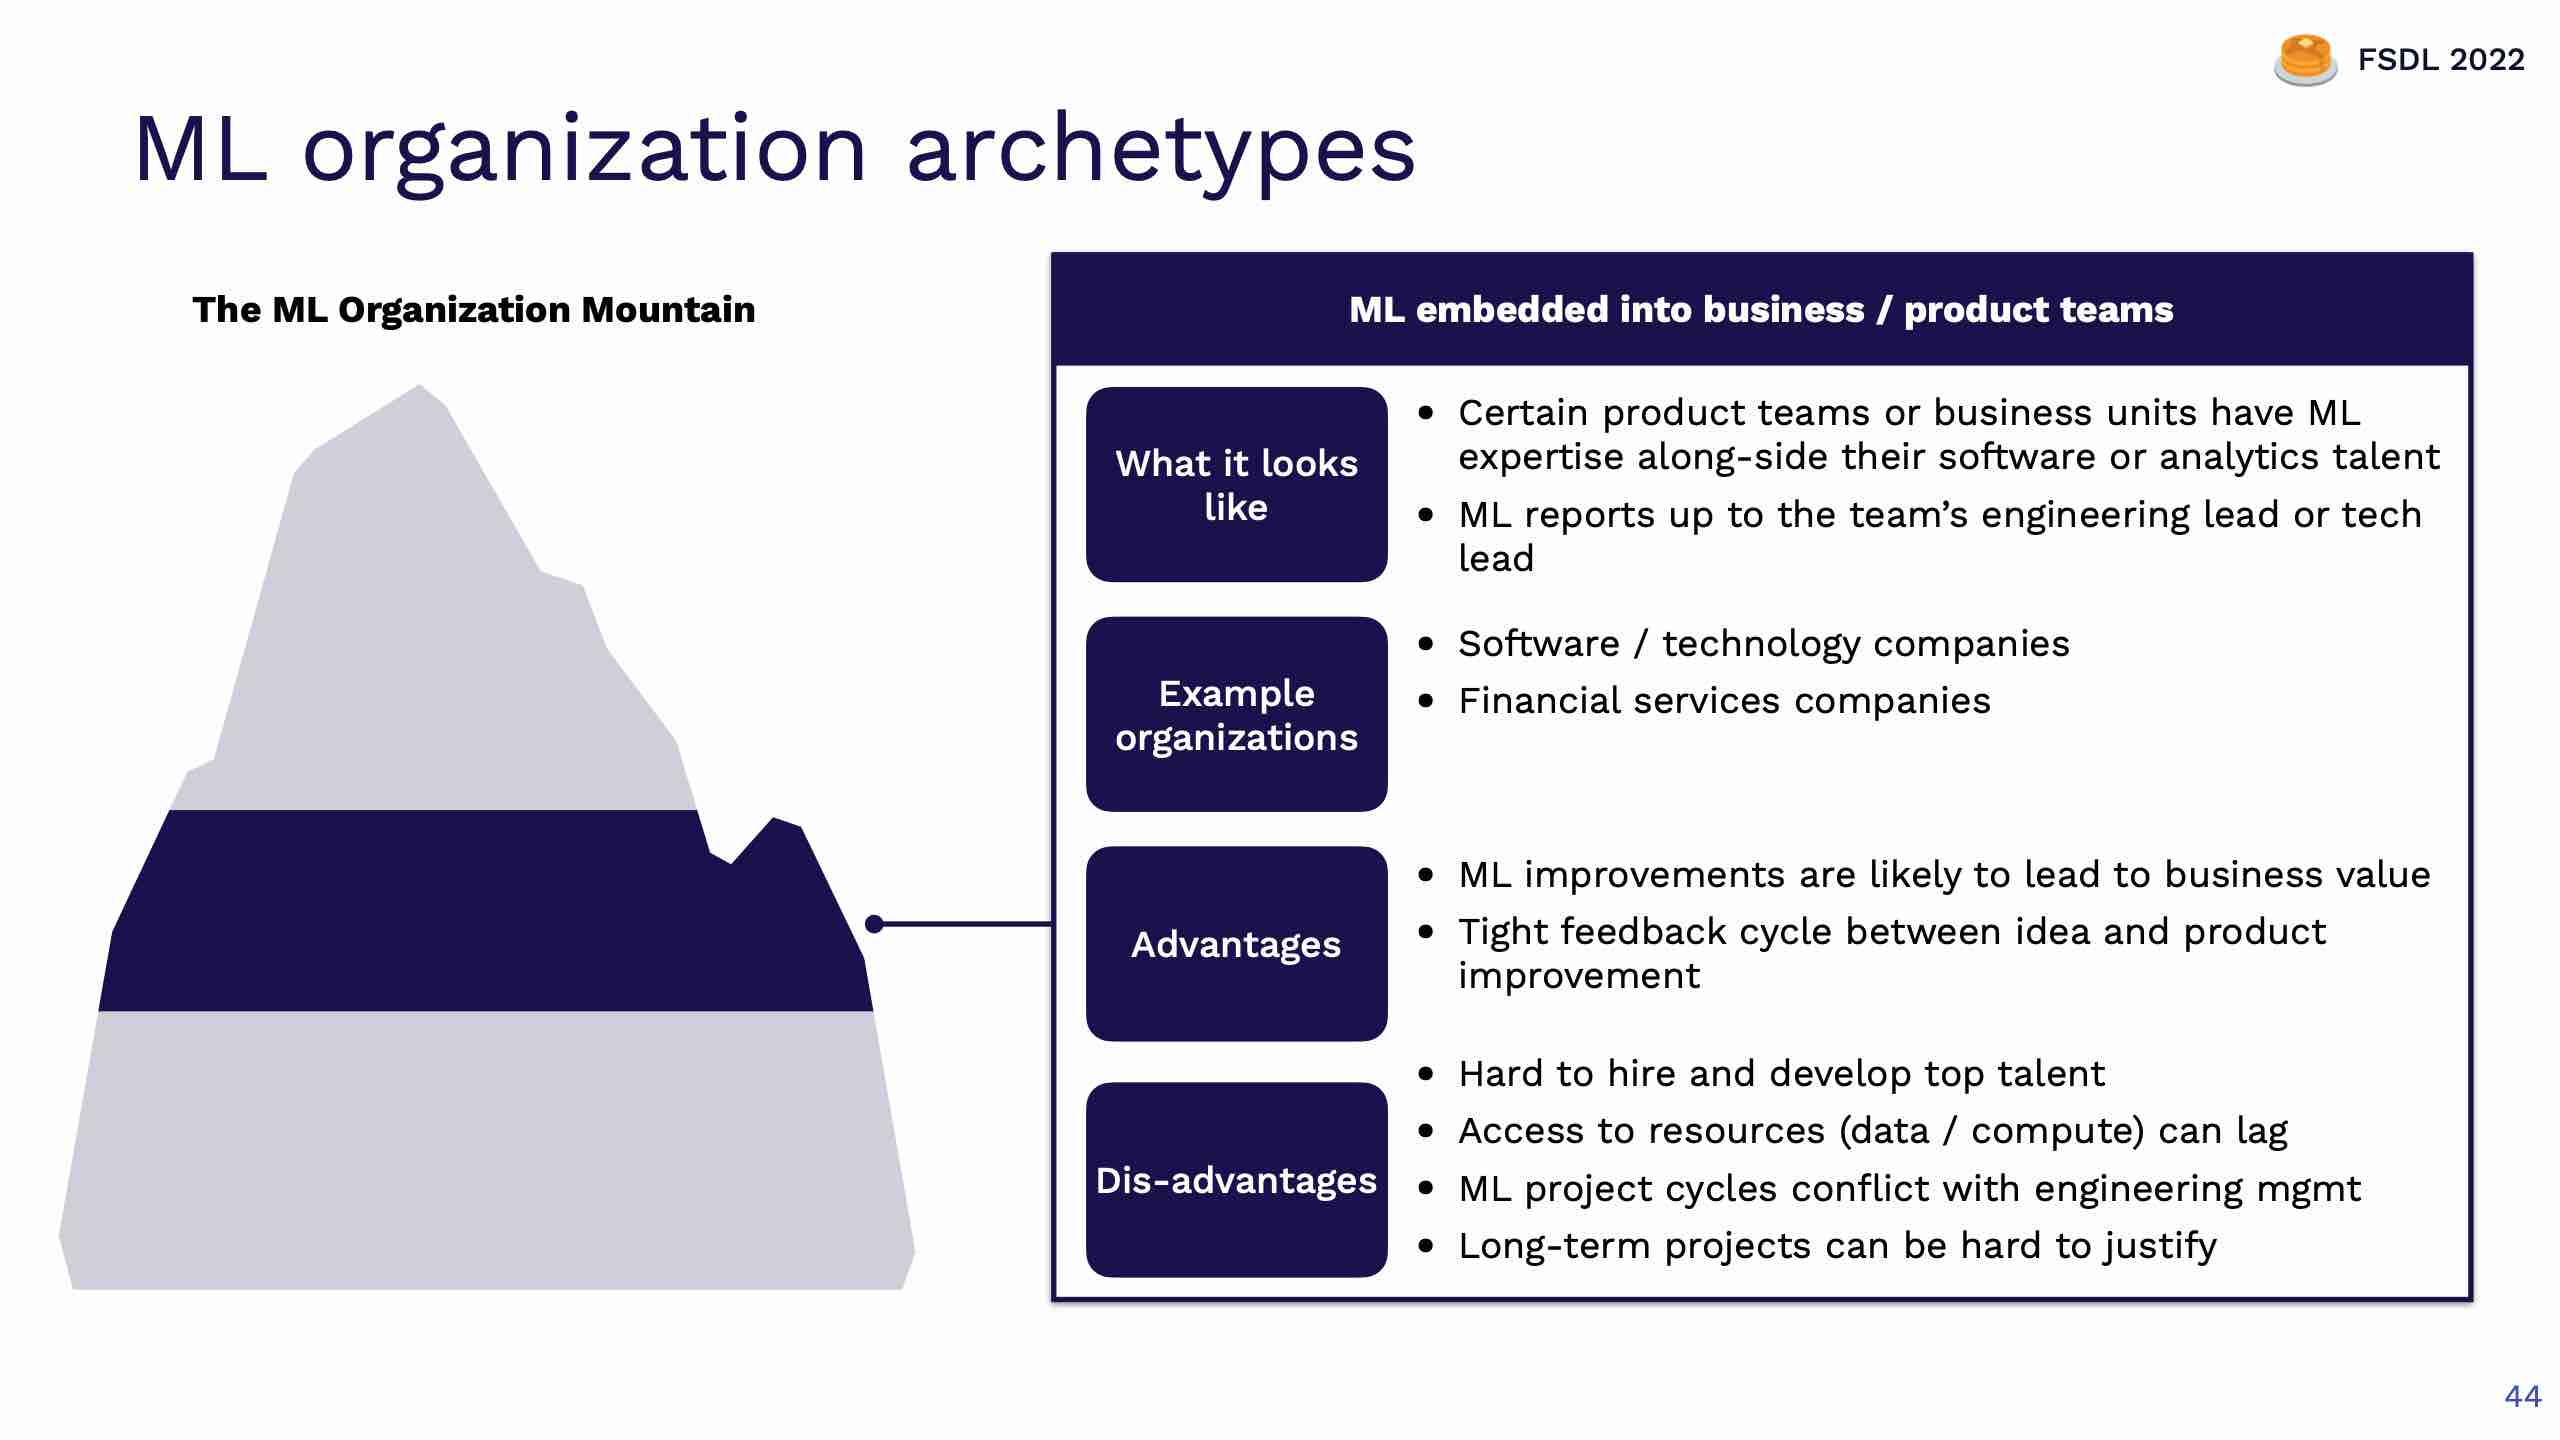 FSDL 2022
ML organization archetypes
The ML Organization Mountain
ML embedded into business / product teams
What it looks
like
• Certain product teams or business units have ML
expertise along-side their software or analytics talent
• ML reports up to the team’s engineering lead or tech
lead
Example
organizations
• Software / technology companies
• Financial services companies
Advantages
• ML improvements are likely to lead to business value
• Tight feedback cycle between idea and product
improvement
Dis-advantages
• Hard to hire and develop top talent
• Access to resources (data / compute) can lag
• ML project cycles conflict with engineering mgmt
• Long-term projects can be hard to justify
44